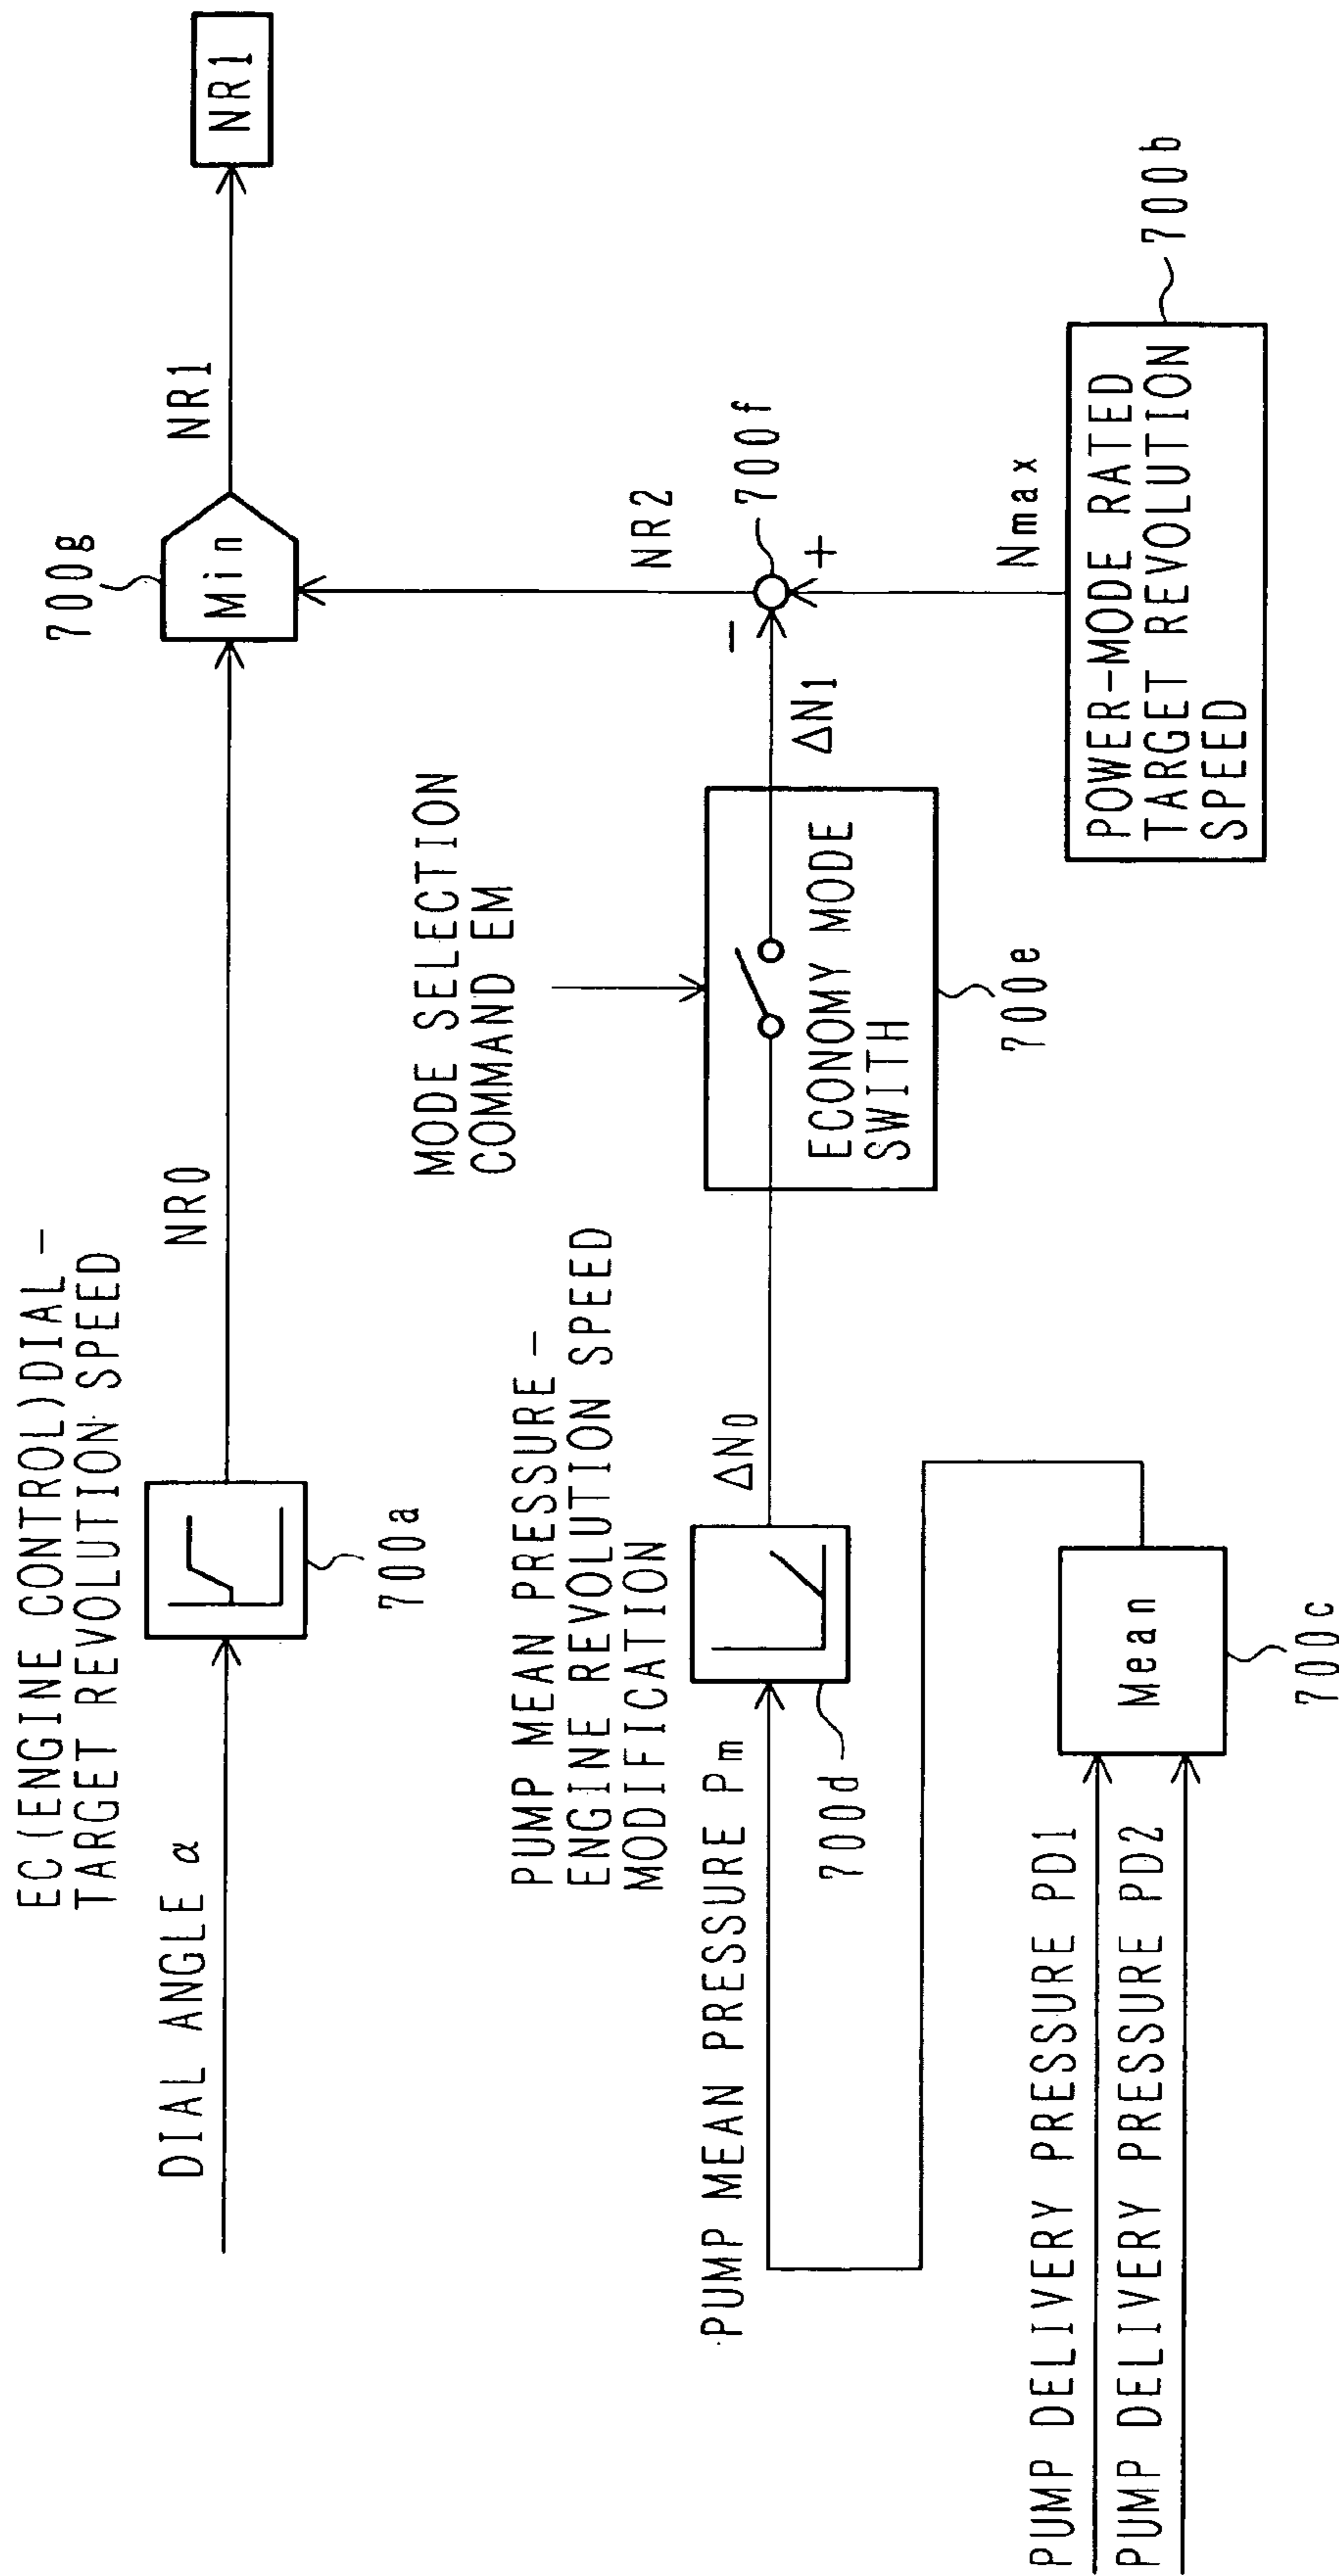 EC(ENGINE CONTROL)DIAL-
TARGET REVOLUTION SPEED
DIAL ANGLE α
700a
NR0
700g
Min
NR1
NR1
PUMP MEAN PRESSURE-
ENGINE REVOLUTION SPEED
MODIFICATION
PUMP MEAN PRESSURE Pm
700d
ΔN0
MODE SELECTION
COMMAND EM
ECONOMY MODE
SWITH
700e
ΔN1
-
+
NR2
700f
Nmax
PUMP DELIVERY PRESSURE PD1
PUMP DELIVERY PRESSURE PD2
Mean
700c
POWER-MODE RATED
TARGET REVOLUTION
SPEED
700b